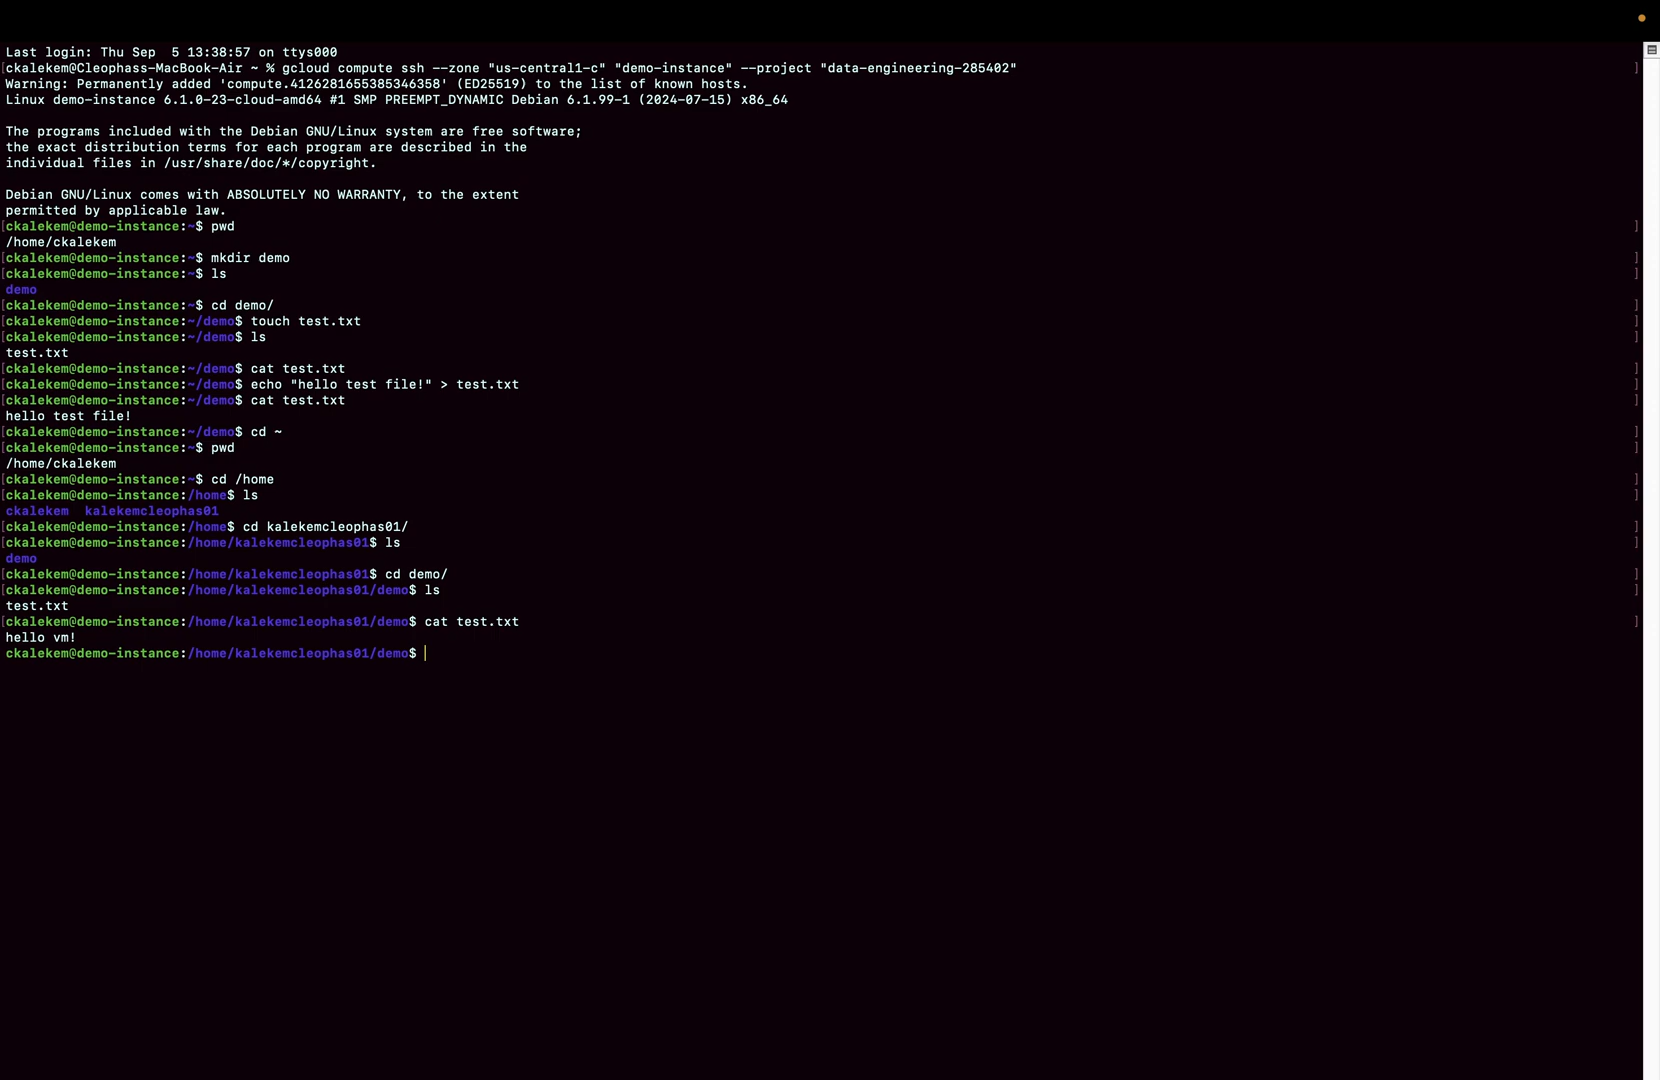 Last login: Thu Sep  5 13:38:57 on ttys000
[ckalekem@Cleophass-MacBook-Air ~ % gcloud compute ssh --zone "us-central1-c" "demo-instance" --project "data-engineering-285402" ]
Warning: Permanently added 'compute.4126281655385346358' (ED25519) to the list of known hosts.
Linux demo-instance 6.1.0-23-cloud-amd64 #1 SMP PREEMPT_DYNAMIC Debian 6.1.99-1 (2024-07-15) x86_64

The programs included with the Debian GNU/Linux system are free software;
the exact distribution terms for each program are described in the
individual files in /usr/share/doc/*/copyright.

Debian GNU/Linux comes with ABSOLUTELY NO WARRANTY, to the extent
permitted by applicable law.
[ckalekem@demo-instance:~$ pwd ]
/home/ckalekem
[ckalekem@demo-instance:~$ mkdir demo ]
[ckalekem@demo-instance:~$ ls ]
demo
[ckalekem@demo-instance:~$ cd demo/ ]
[ckalekem@demo-instance:~/demo$ touch test.txt ]
[ckalekem@demo-instance:~/demo$ ls ]
test.txt
[ckalekem@demo-instance:~/demo$ cat test.txt ]
[ckalekem@demo-instance:~/demo$ echo "hello test file!" > test.txt ]
[ckalekem@demo-instance:~/demo$ cat test.txt ]
hello test file!
[ckalekem@demo-instance:~/demo$ cd ~ ]
[ckalekem@demo-instance:~$ pwd ]
/home/ckalekem
[ckalekem@demo-instance:~$ cd /home ]
[ckalekem@demo-instance:/home$ ls ]
ckalekem  kalekemcleophas01
[ckalekem@demo-instance:/home$ cd kalekemcleophas01/ ]
[ckalekem@demo-instance:/home/kalekemcleophas01$ ls ]
demo
[ckalekem@demo-instance:/home/kalekemcleophas01$ cd demo/ ]
[ckalekem@demo-instance:/home/kalekemcleophas01/demo$ ls ]
test.txt
[ckalekem@demo-instance:/home/kalekemcleophas01/demo$ cat test.txt ]
hello vm!
ckalekem@demo-instance:/home/kalekemcleophas01/demo$